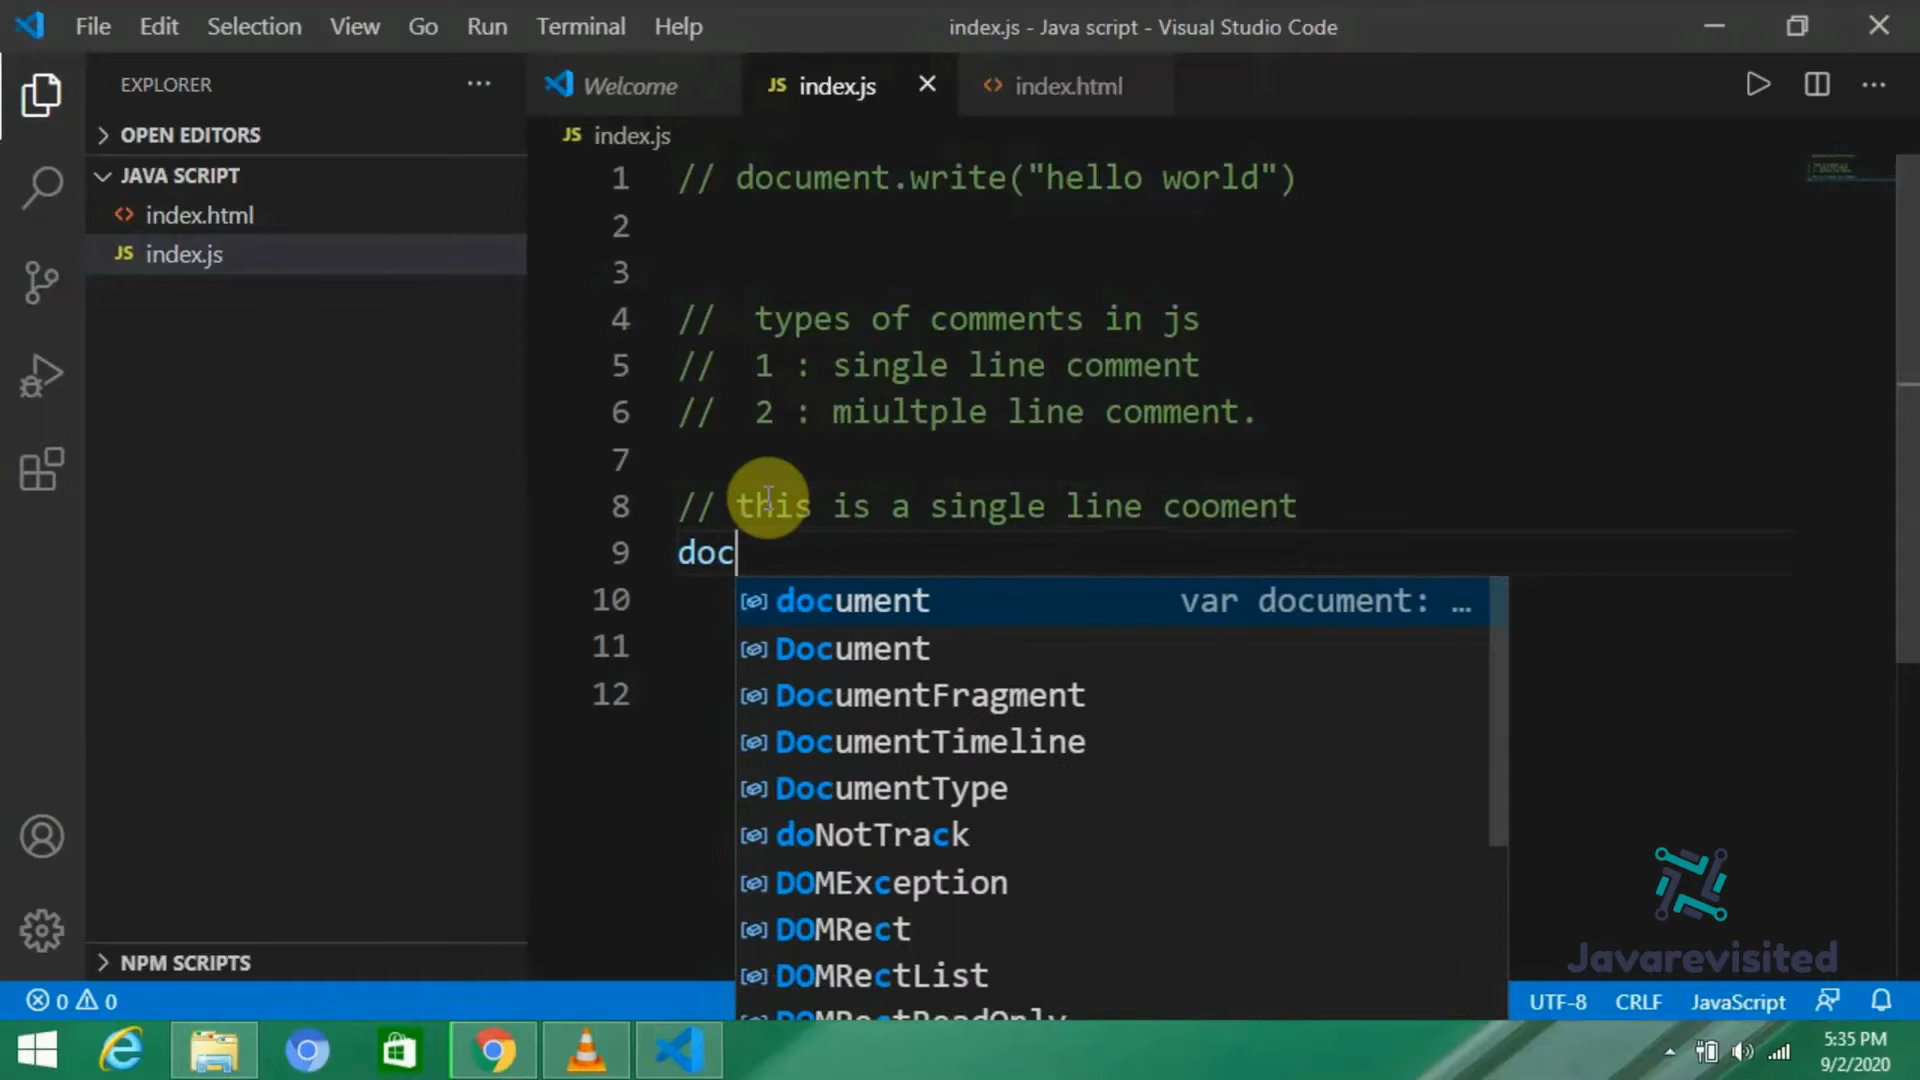 File Edit Selection View Go Run Terminal Help index.js - Java script - Visual Studio Code
EXPLORER
OPEN EDITORS
JAVA SCRIPT
index.html
JS index.js
NPM SCRIPTS
Welcome JS index.js index.html
JS index.js
1 // document.write("hello world")
2
3
4 // types of comments in js
5 // 1 : single line comment
6 // 2 : miultple line comment.
7
8 // this is a single line cooment
9 doc
10
11
12
document var document: ...
Document
DocumentFragment
DocumentTimeline
DocumentType
doNotTrack
DOMException
DOMRect
DOMRectList
DOMRectReadOnly
Javarevisited
0 0 UTF-8 CRLF JavaScript
5:35 PM
9/2/2020